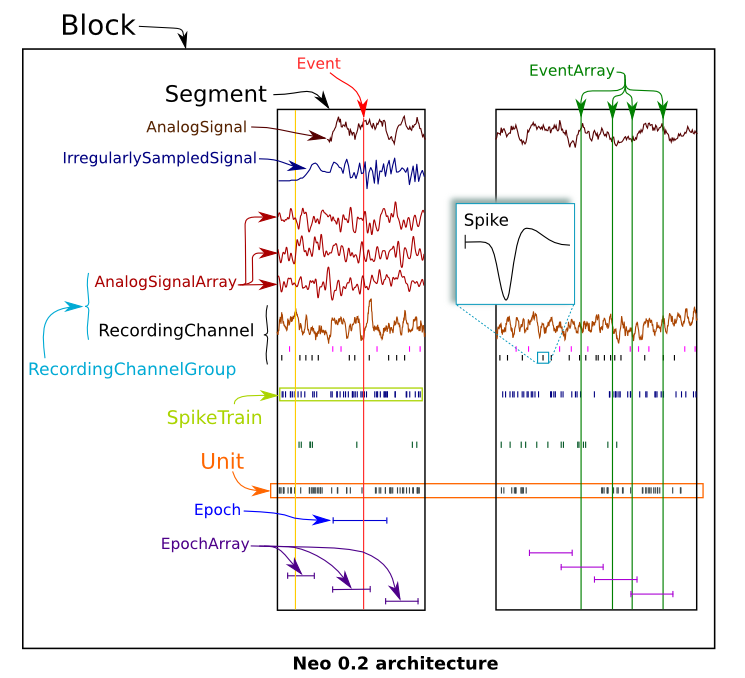 Block
Event
EventArray
Segment
AnalogSignal
IrregularlySampledSignal
Spike
AnalogSignalArray
RecordingChannel
RecordingChannelGroup
SpikeTrain
Unit
Epoch
EpochArray
Neo 0.2 architecture